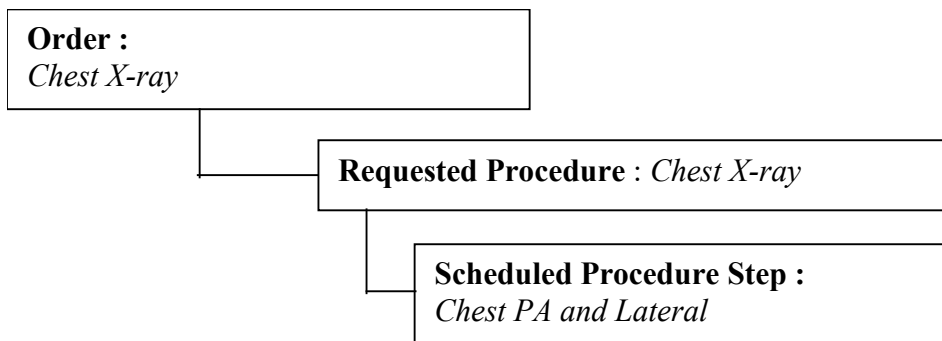 Order :
Chest X-ray
Requested Procedure : Chest X-ray
Scheduled Procedure Step :
Chest PA and Lateral